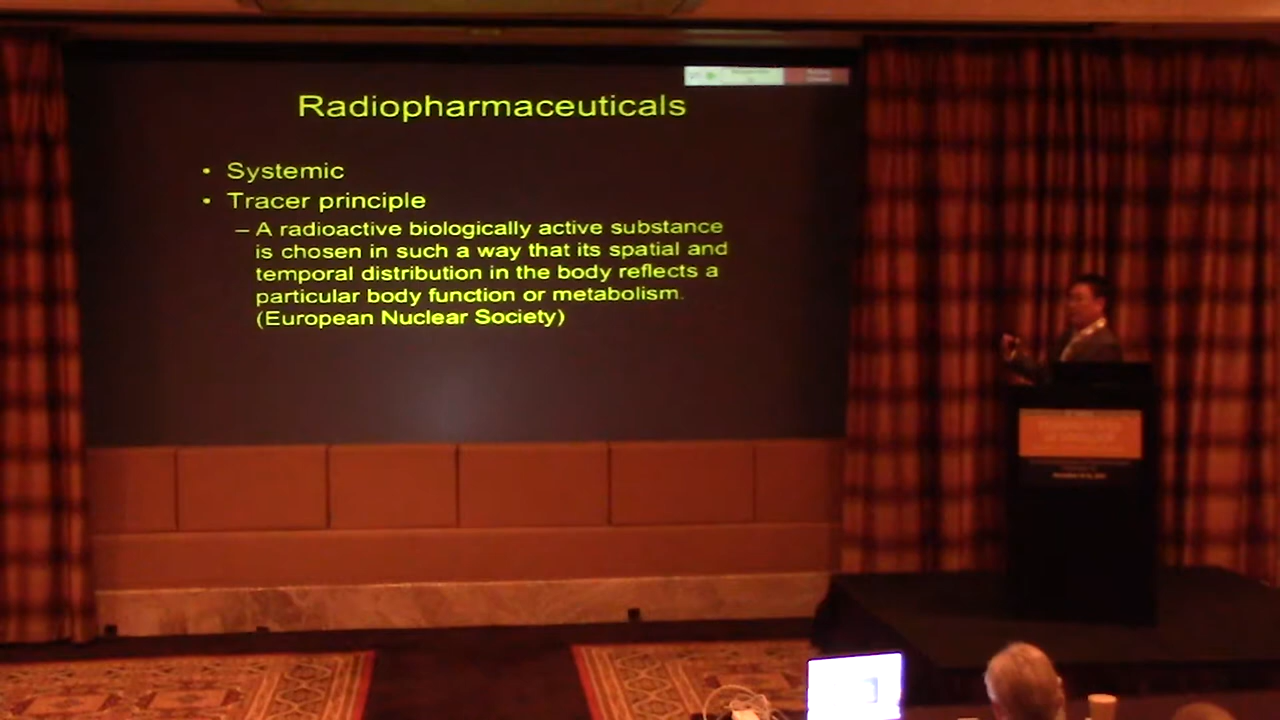 Radiopharmaceuticals
• Systemic
• Tracer principle
– A radioactive biologically active substance
is chosen in such a way that its spatial and
temporal distribution in the body reflects a
particular body function or metabolism.
(European Nuclear Society)